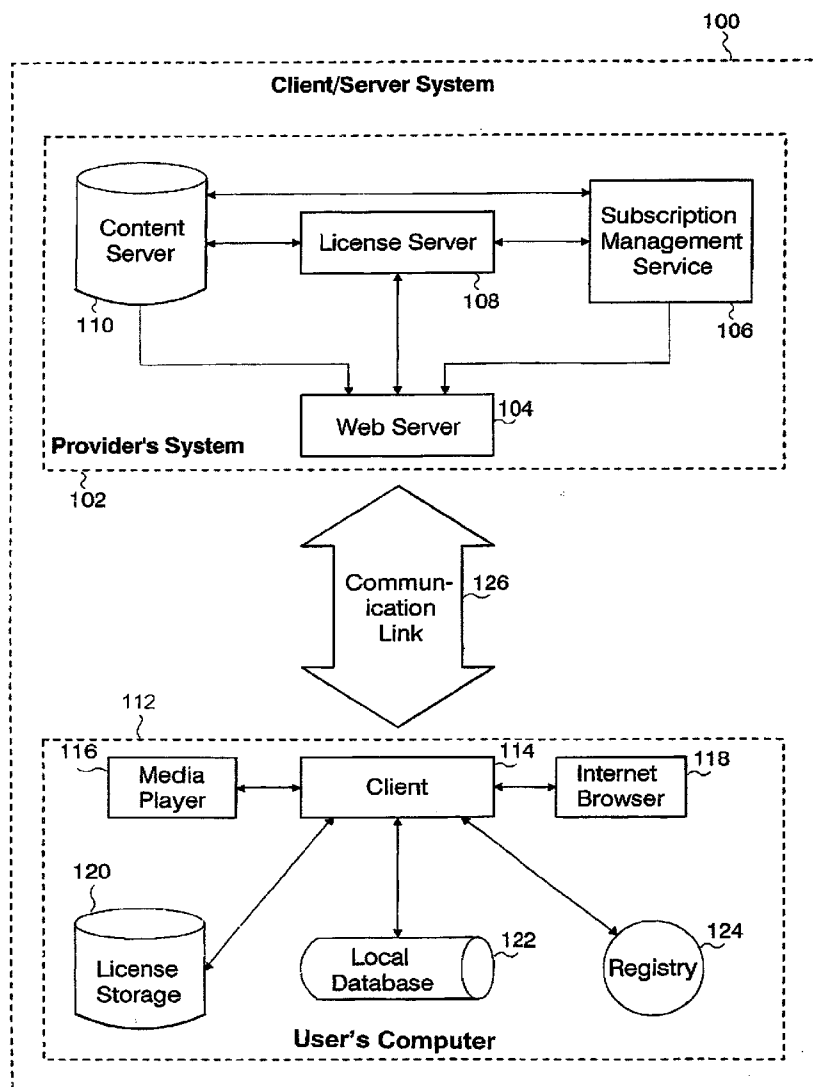 100
Client/Server System
Content
Server
110
License Server
108
Subscription
Management
Service
106
Web Server
104
Provider's System
102
Commun-
ication
Link
126
112
116
Media
Player
114
Client
118
Internet
Browser
120
License
Storage
Local
Database
122
124
Registry
User's Computer